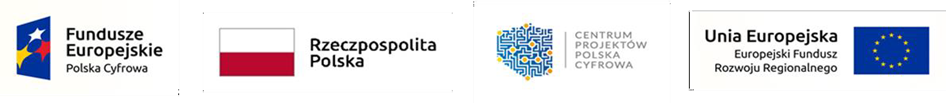 Fundusze
Europejskie
Polska Cyfrowa
Rzeczpospolita
Polska
CENTRUM
PROJEKTÓW
POLSKA
CYFROWA
Unia Europejska
Europejski Fundusz
Rozwoju Regionalnego